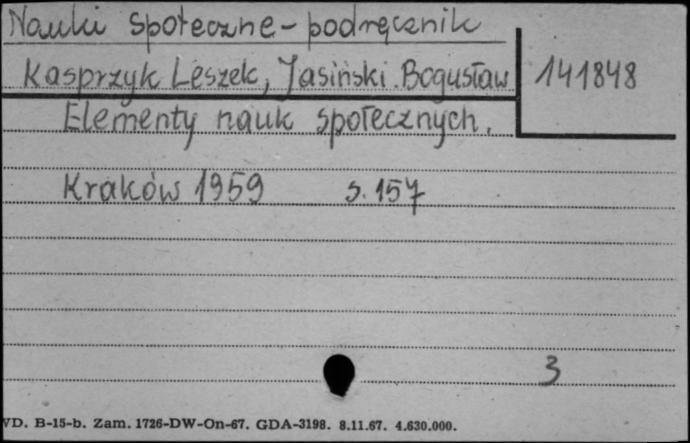 Nauki społeczne - podręcznik
Kasprzyk Leszek, Jasiński Bogusław 141848
Elementy nauk społecznych.
Kraków 1959 s. 157
3
VD. B-15-b. Zam. 1726-DW-On-67. GDA-3198. 8.11.67. 4.630.000.